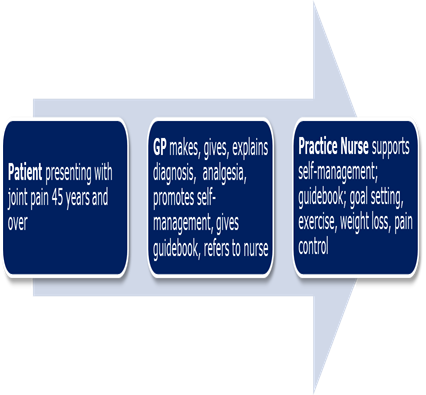 Patient presenting with
joint pain 45 years and
over
GP makes, gives, explains
diagnosis, analgesia,
promotes self-
management, gives
guidebook, refers to nurse
Practice Nurse supports
self-management;
guidebook; goal setting,
exercise, weight loss, pain
control